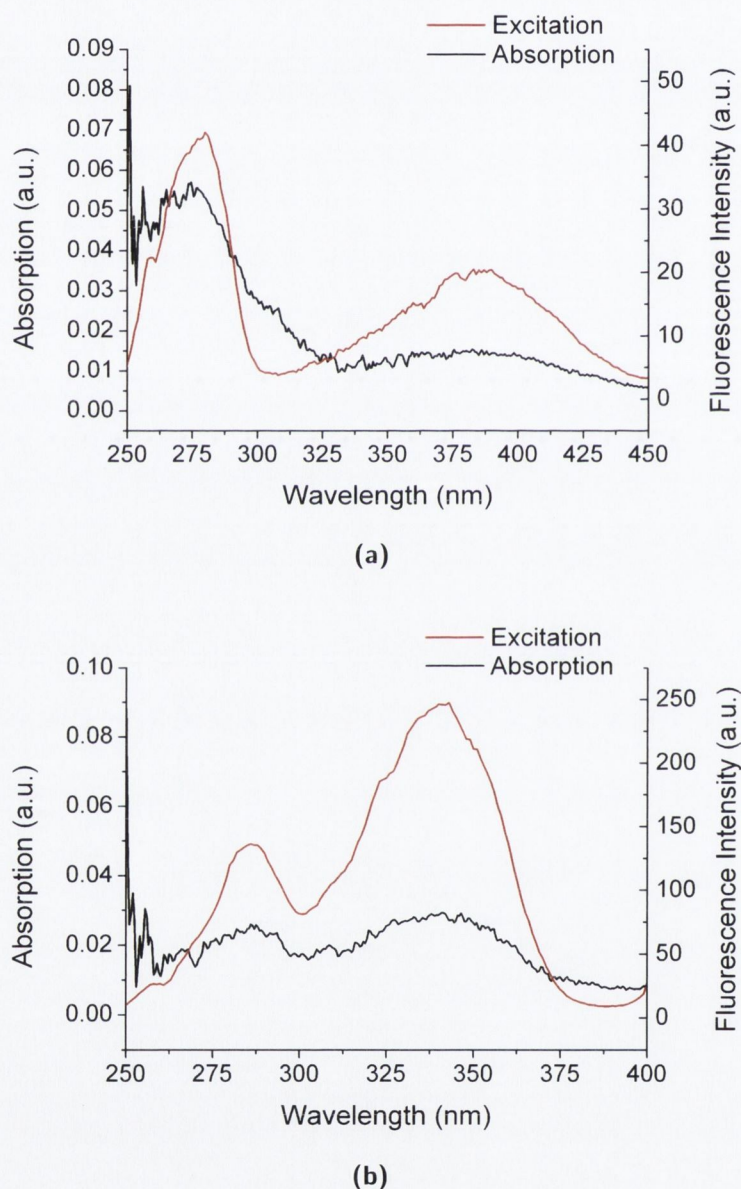 Excitation
Absorption
0.09
0.08
0.07
0.06
0.05
0.04
0.03
0.02
0.01
0.00
Absorption (a.u.)
50
40
30
20
10
0
Fluorescence Intensity (a.u.)
250 275 300 325 350 375 400 425 450
Wavelength (nm)
(a)
Excitation
Absorption
0.10
0.08
0.06
0.04
0.02
0.00
Absorption (a.u.)
250
200
150
100
50
0
Fluorescence Intensity (a.u.)
250 275 300 325 350 375 400
Wavelength (nm)
(b)